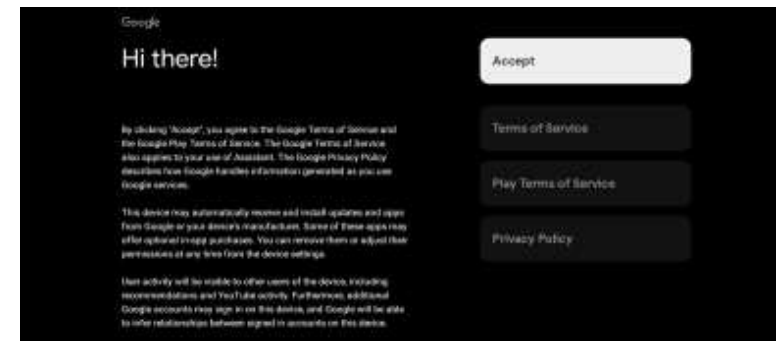 Google
Hi there!
Accept
By clicking "Accept", you agree to the Google Terms of Service and
the Google Play Terms of Service. The Google Terms of Service
also applies to your use of Assistant. The Google Privacy Policy
describes how Google handles information generated as you use
Google services.
This device may automatically receive and install updates and apps
from Google or your device's manufacturer. Some of these apps may
offer optional in-app purchases. You can remove them or adjust their
permissions at any time from the device settings.
User activity will be visible to other users of the device, including
recommendations and YouTube activity. Furthermore, additional
Google accounts may sign in on this device, and Google will be able
to infer relationships between signed in accounts on this device.
Terms of Service
Play Terms of Service
Privacy Policy